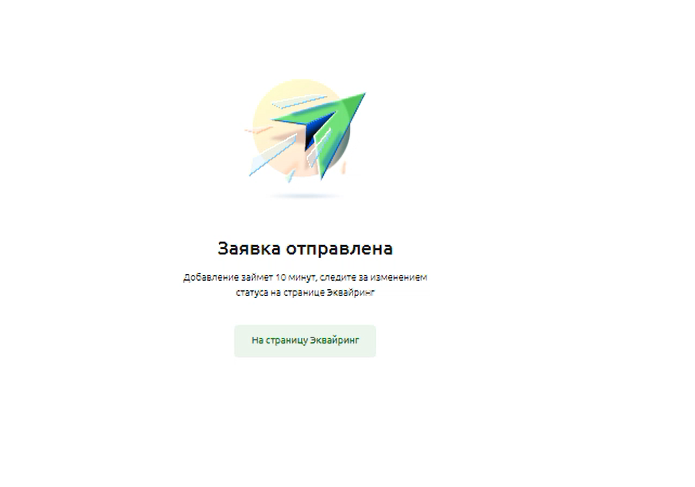 Заявка отправлена
Добавление займет 10 минут, следите за изменением
статуса на странице Эквайринг
На страницу Эквайринг